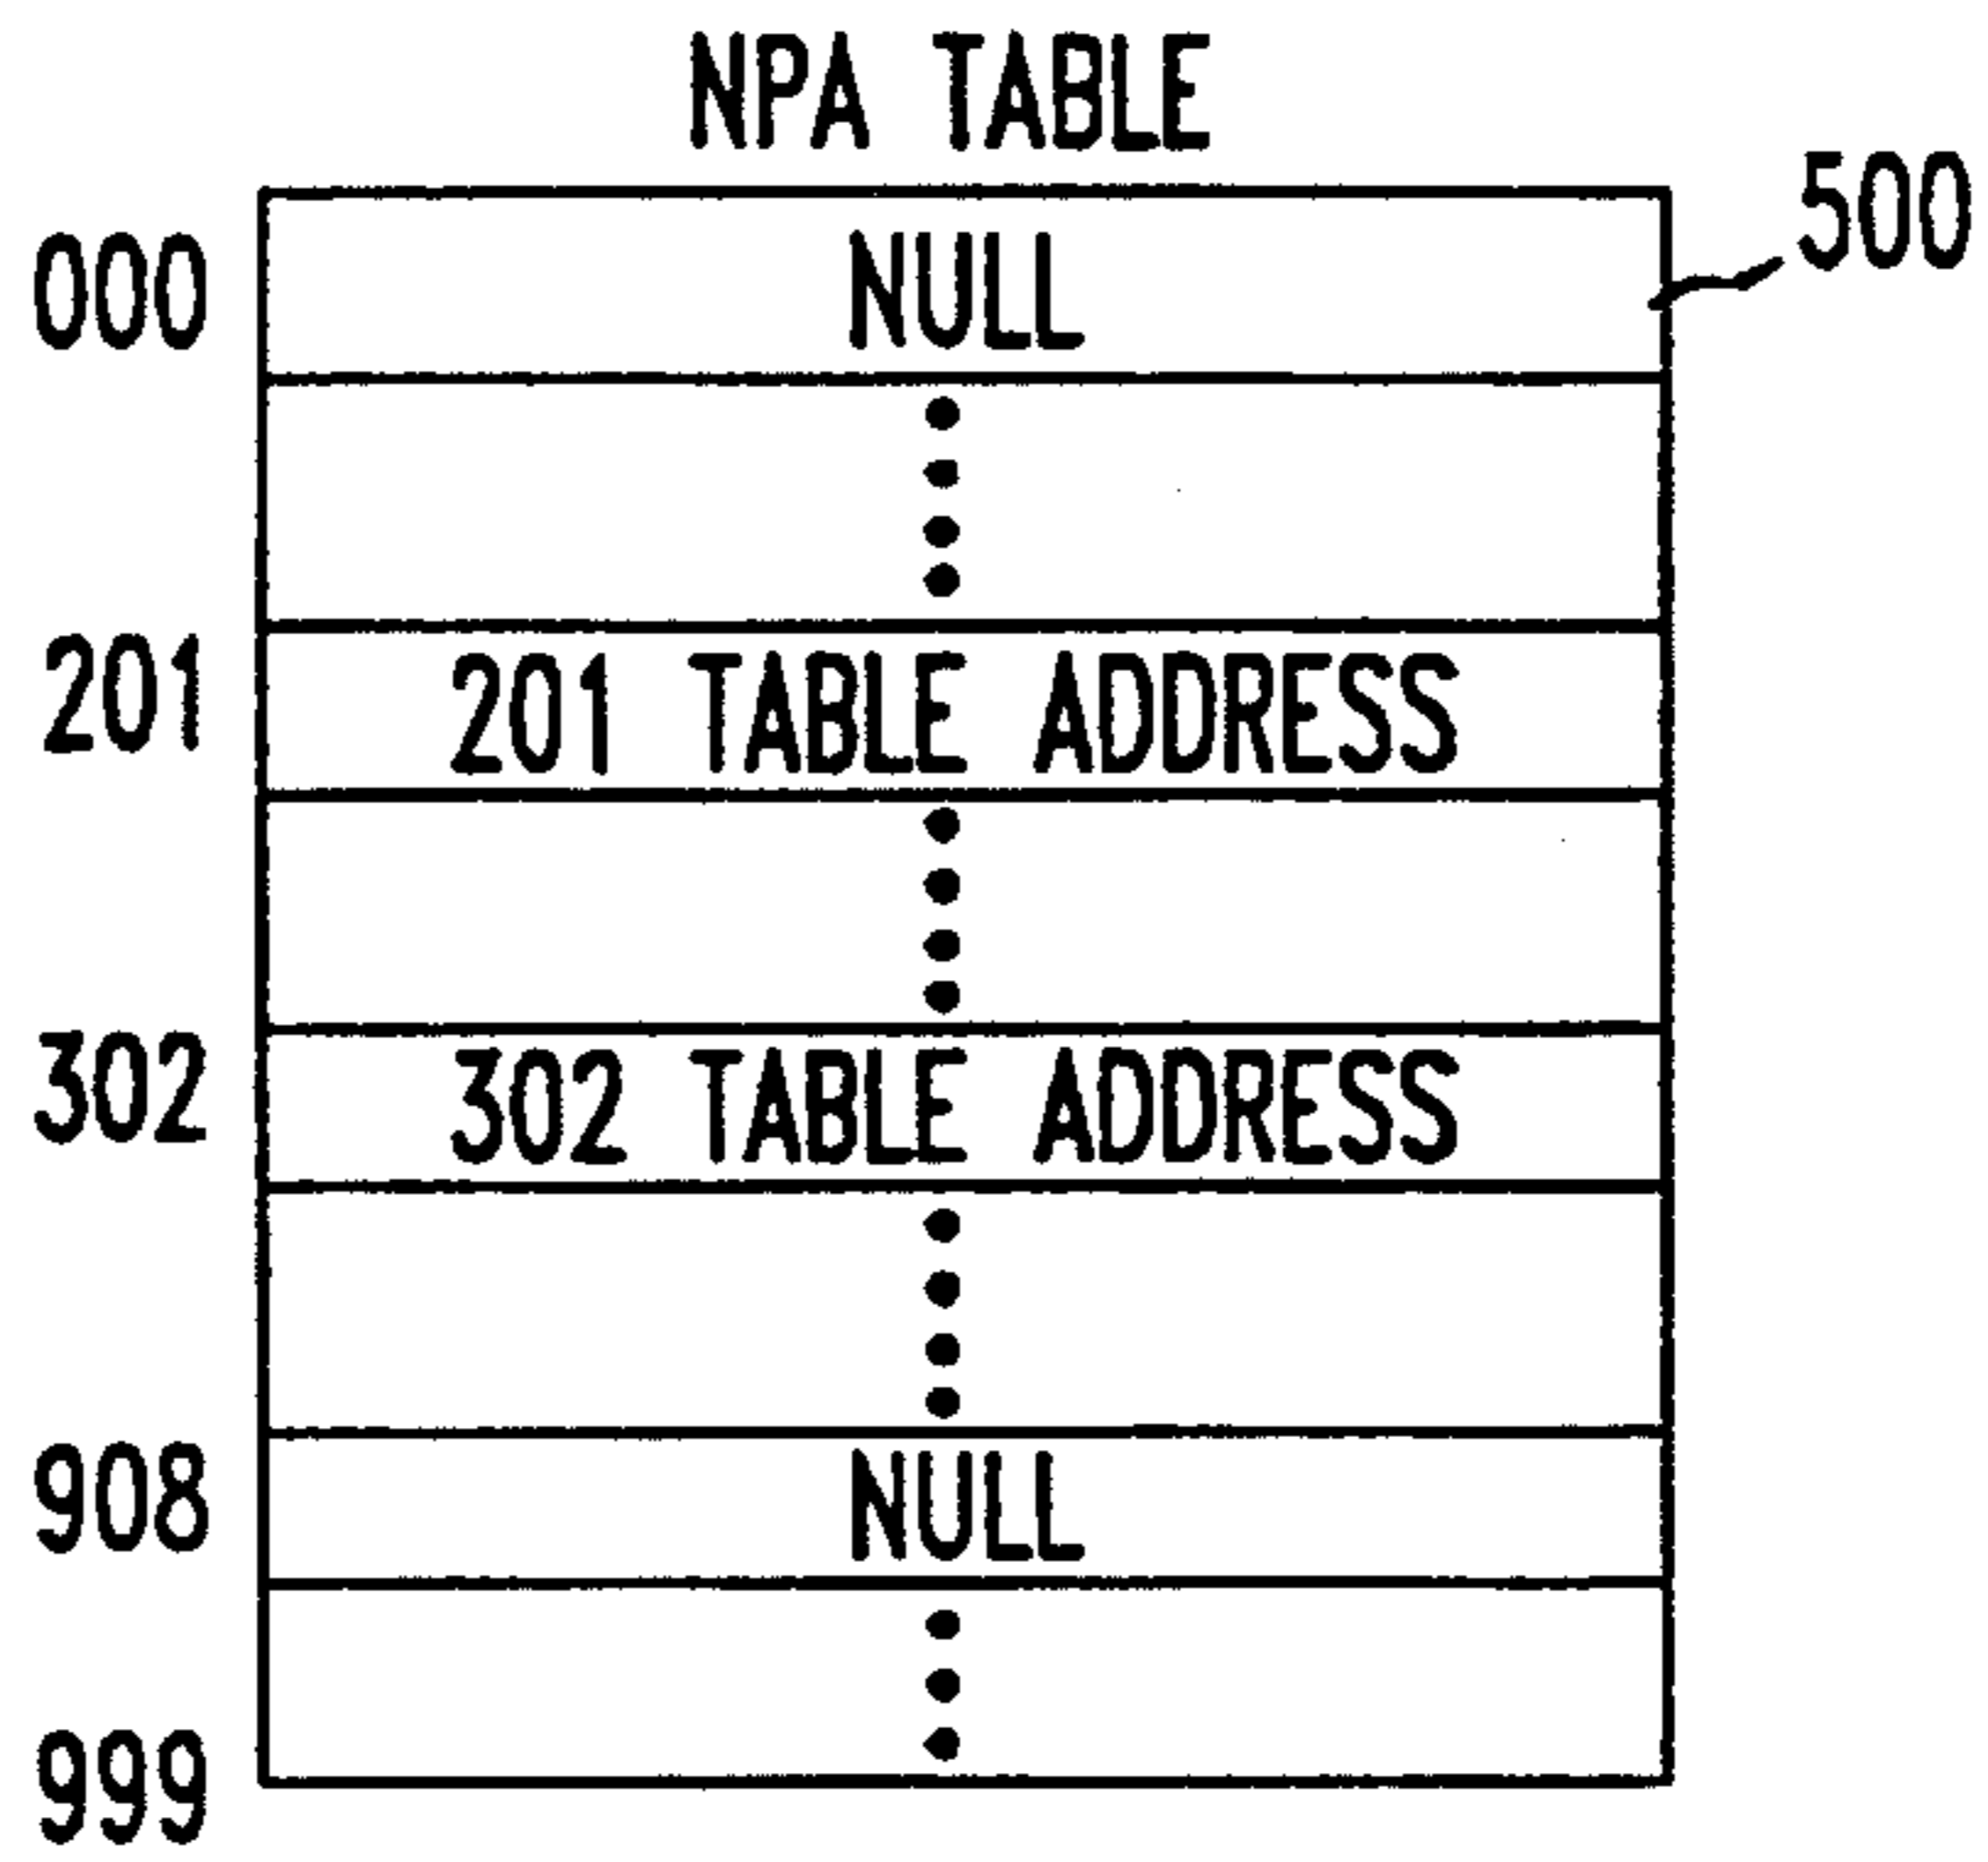 NPA TABLE
500
000 NULL
201 201 TABLE ADDRESS
302 302 TABLE ADDRESS
908 NULL
999